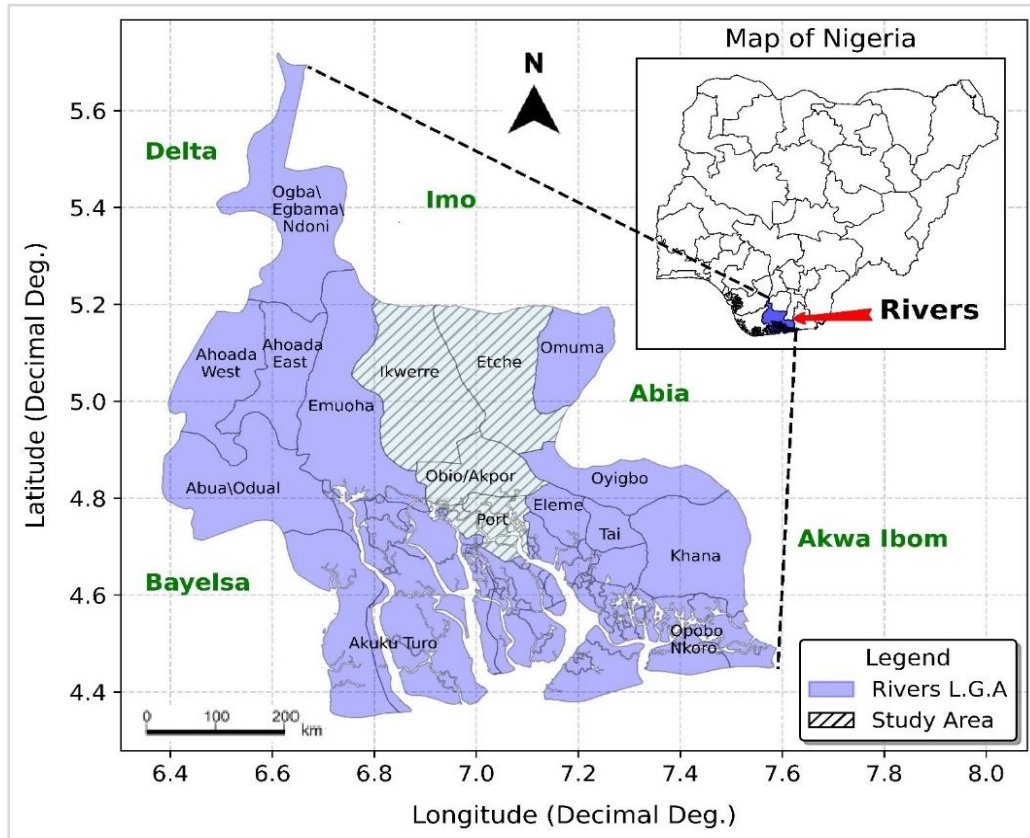 Map of Nigeria
Rivers
N
Delta
Imo
Abia
Akwa Ibom
Bayelsa
Ogba\
Egbama\
Ndoni
Ahoada
West
Ahoada
East
Emuoha
Ikwerre
Etche
Omuma
Abua\Odual
Obio/Akpor
Port
Oyigbo
Eleme
Tai
Khana
Akuku Turo
Opobo
Nkoro
Legend
Rivers L.G.A
Study Area
0 100 200
km
Latitude (Decimal Deg.)
5.6
5.4
5.2
5.0
4.8
4.6
4.4
6.4 6.6 6.8 7.0 7.2 7.4 7.6 7.8 8.0
Longitude (Decimal Deg.)